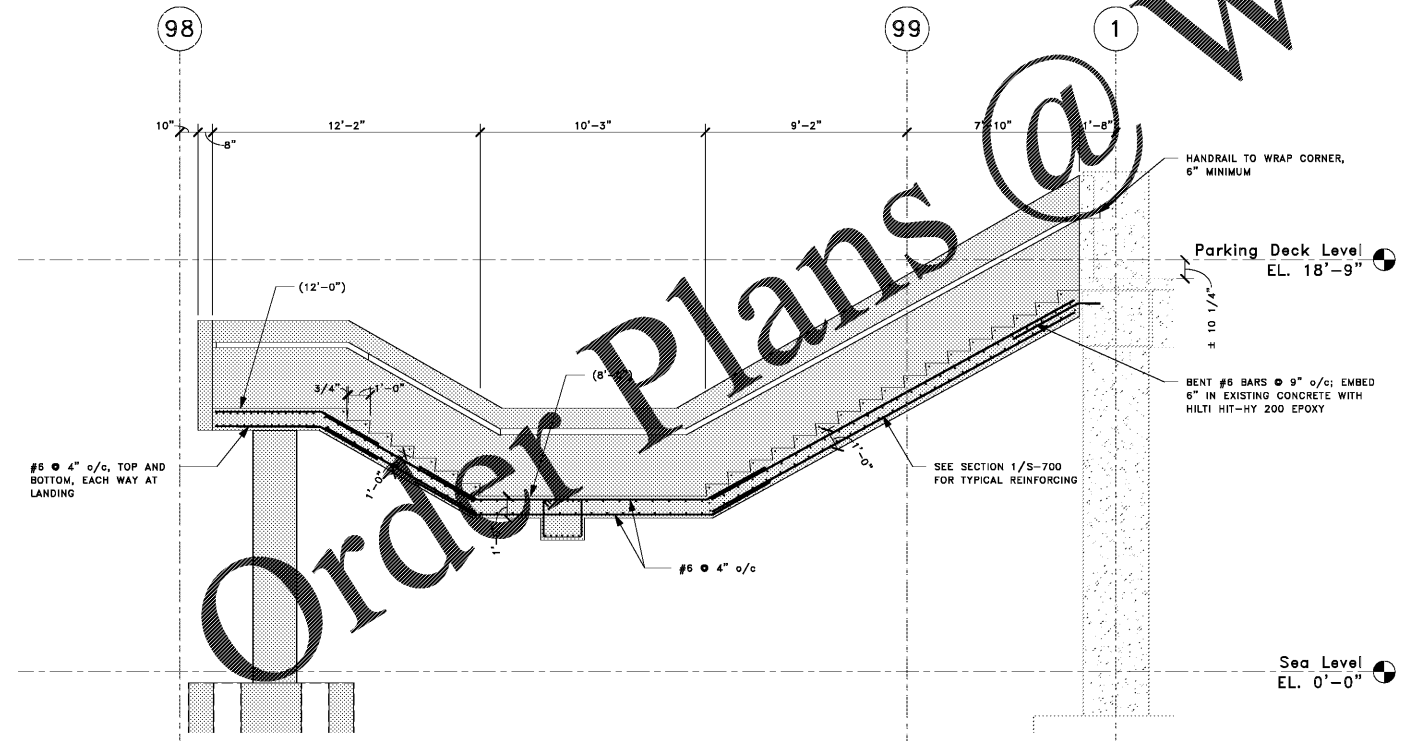 98
99
1
10"
8"
12'-2"
10'-3"
9'-2"
7'-10"
1'-8"
HANDRAIL TO WRAP CORNER,
6" MINIMUM
Parking Deck Level
EL. 18'-9"
± 10 1/4"
(12'-0")
3/4"
1'-0"
1'-0"
1'-0"
BENT #6 BARS @ 9" o/c; EMBED
6" IN EXISTING CONCRETE WITH
HILTI HIT-HY 200 EPOXY
#6 @ 4" o/c, TOP AND
BOTTOM, EACH WAY AT
LANDING
SEE SECTION 1/S-700
FOR TYPICAL REINFORCING
#6 @ 4" o/c
Sea Level
EL. 0'-0"
Order Plans @ W